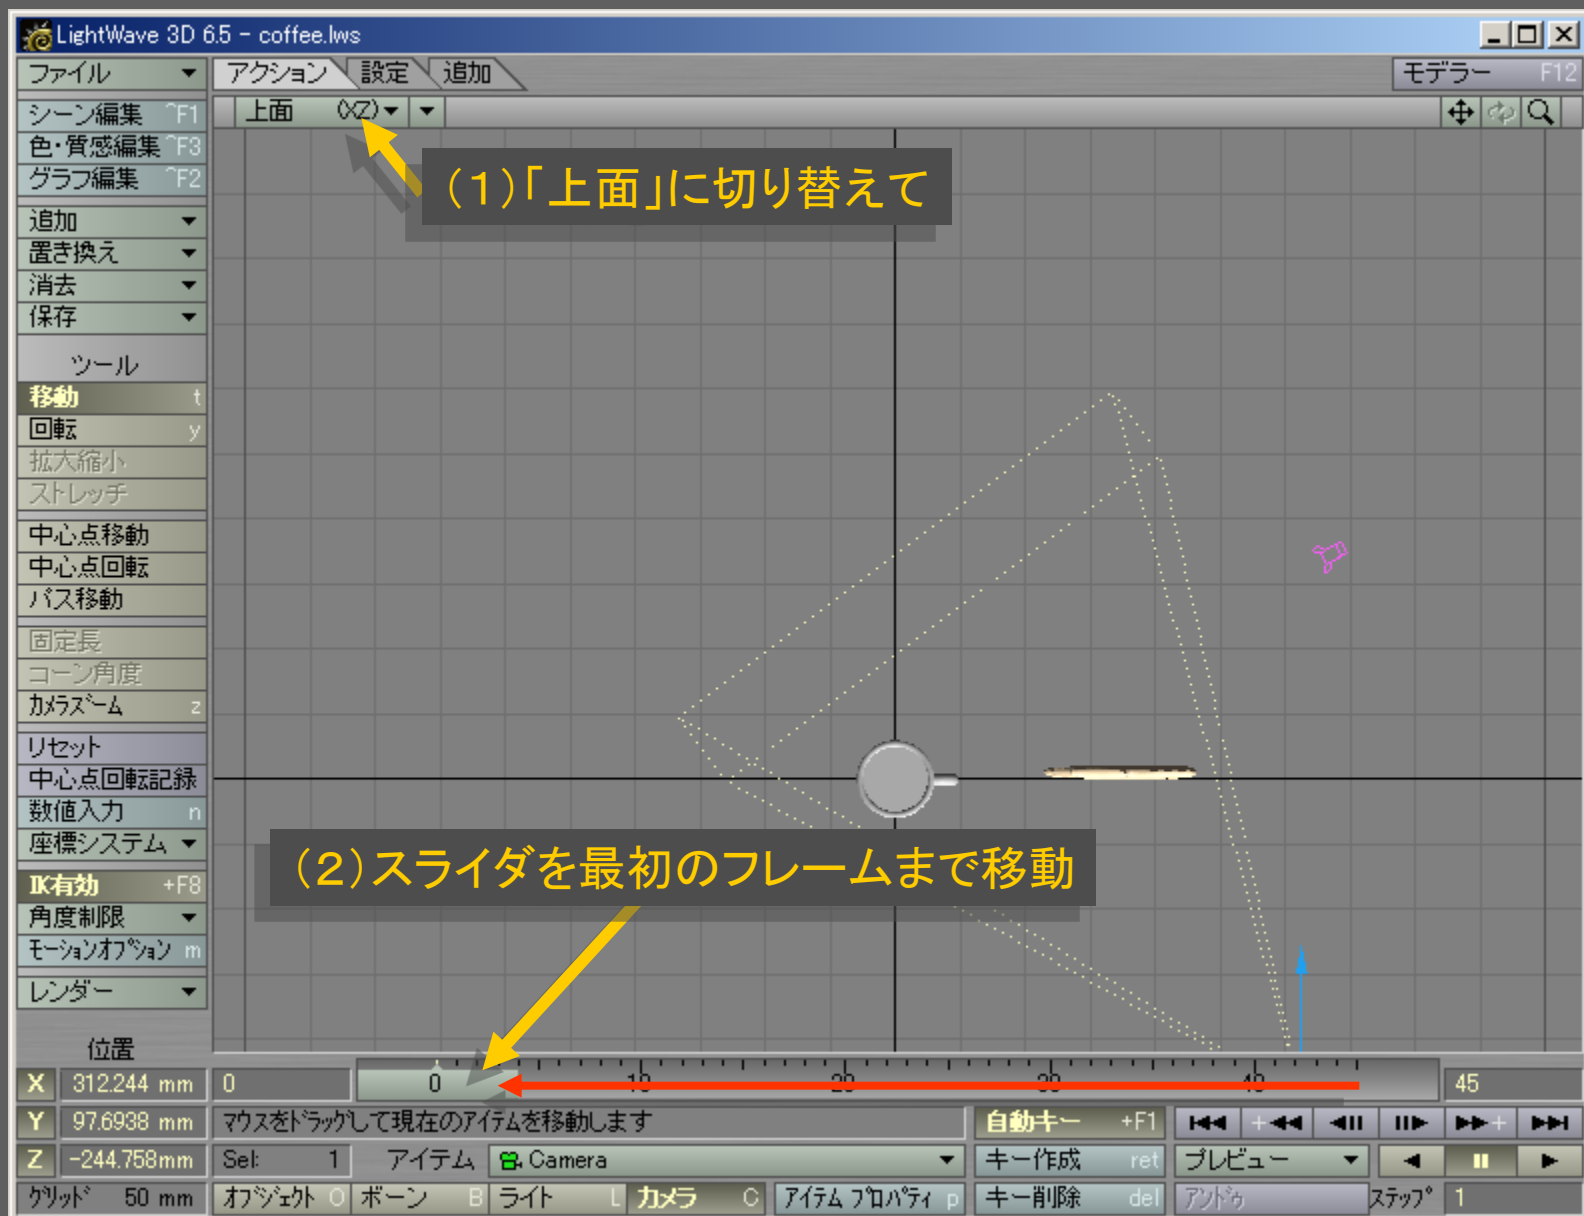 LightWave 3D 6.5 - coffee.lws
ファイル
アクション 設定 追加
モデラー F12
上面 (XZ)
シーン編集 ^F1
色・質感編集 ^F3
グラフ編集 ^F2
(1)「上面」に切り替えて
追加
置き換え
消去
保存
ツール
移動 t
回転 y
拡大縮小
ストレッチ
中心点移動
中心点回転
パス移動
固定長
コーン角度
カメラズーム z
リセット
中心点回転記録
数値入力 n
座標システム
(2)スライダを最初のフレームまで移動
IK有効 +F8
角度制限
モーションオプション m
レンダー
位置
X 312.244 mm 0 0 10 20 30 40 45
Y 97.6938 mm マウスをドラッグして現在のアイテムを移動します 自動キー +F1
Z -244.758mm Sel: 1 アイテム Camera キー作成 ret プレビュー
グリッド 50 mm オブジェクト O ボーン B ライト L カメラ C アイテム プロパティ p キー削除 del アンドゥ ステップ 1